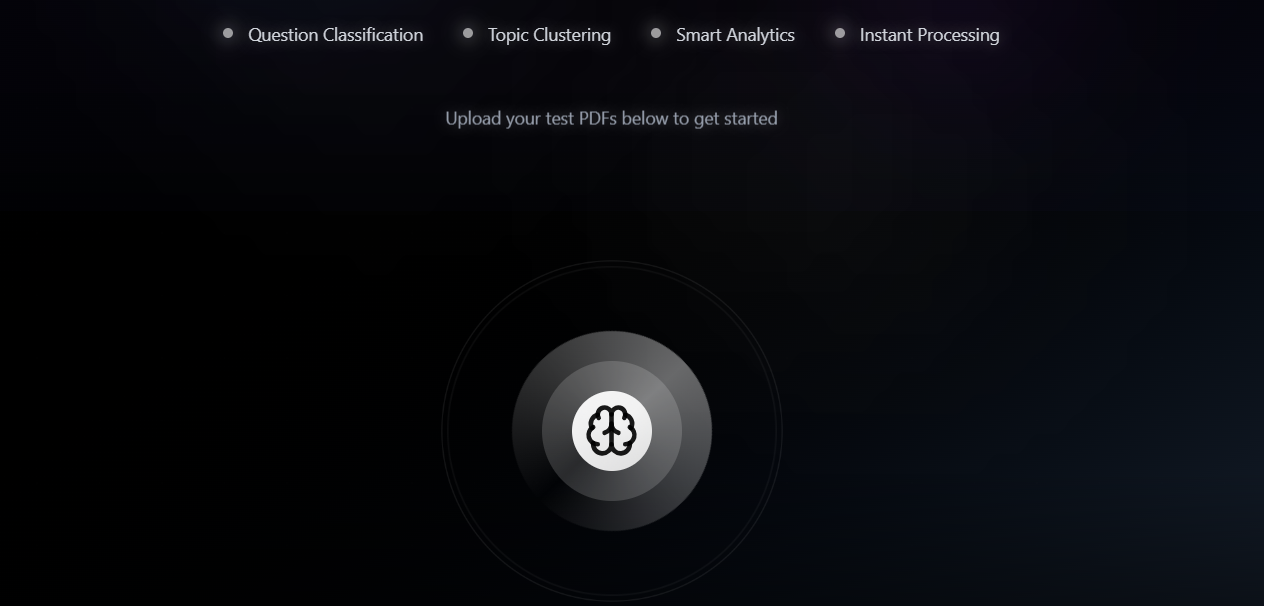 Question Classification
Topic Clustering
Smart Analytics
Instant Processing
Upload your test PDFs below to get started